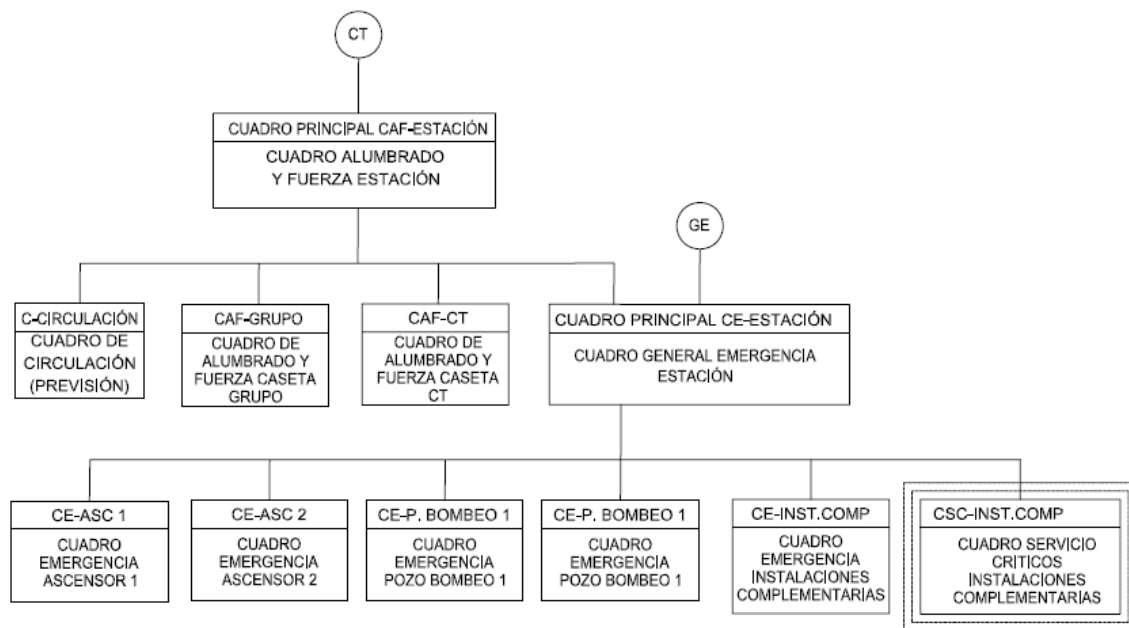 CT
CUADRO PRINCIPAL CAF-ESTACIÓN
CUADRO ALUMBRADO
Y FUERZA ESTACIÓN
GE
C-CIRCULACIÓN
CUADRO DE
CIRCULACIÓN
(PREVISIÓN)
CAF-GRUPO
CUADRO DE
ALUMBRADO Y
FUERZA CASETA
GRUPO
CAF-CT
CUADRO DE
ALUMBRADO Y
FUERZA CASETA
CT
CUADRO PRINCIPAL CE-ESTACIÓN
CUADRO GENERAL EMERGENCIA
ESTACIÓN
CE-ASC 1
CUADRO
EMERGENCIA
ASCENSOR 1
CE-ASC 2
CUADRO
EMERGENCIA
ASCENSOR 2
CE-P. BOMBEO 1
CUADRO
EMERGENCIA
POZO BOMBEO 1
CE-P. BOMBEO 1
CUADRO
EMERGENCIA
POZO BOMBEO 1
CE-INST.COMP
CUADRO
EMERGENCIA
INSTALACIONES
COMPLEMENTARIAS
CSC-INST.COMP
CUADRO SERVICIO
CRITICOS
INSTALACIONES
COMPLEMENTARIAS